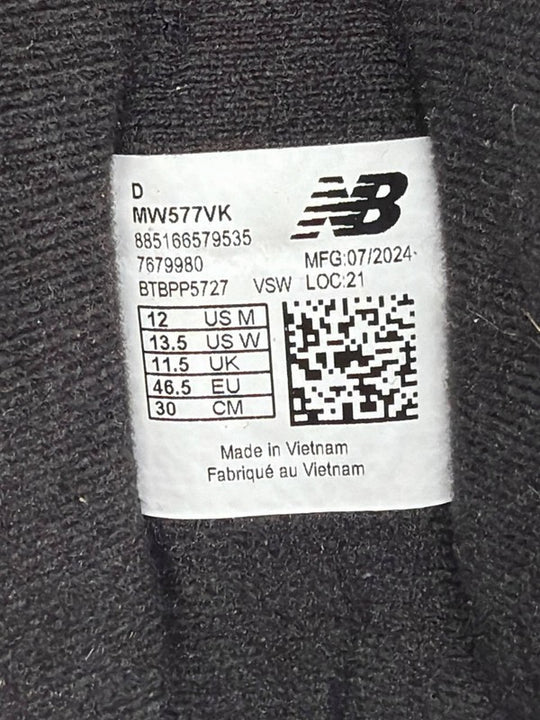 D
MW577VK
NB
885166579535
7679980 MFG:07/2024
BTBPP5727 VSW LOC:21
12 US M
13.5 US W
11.5 UK
46.5 EU
30 CM
Made in Vietnam
Fabriqué au Vietnam